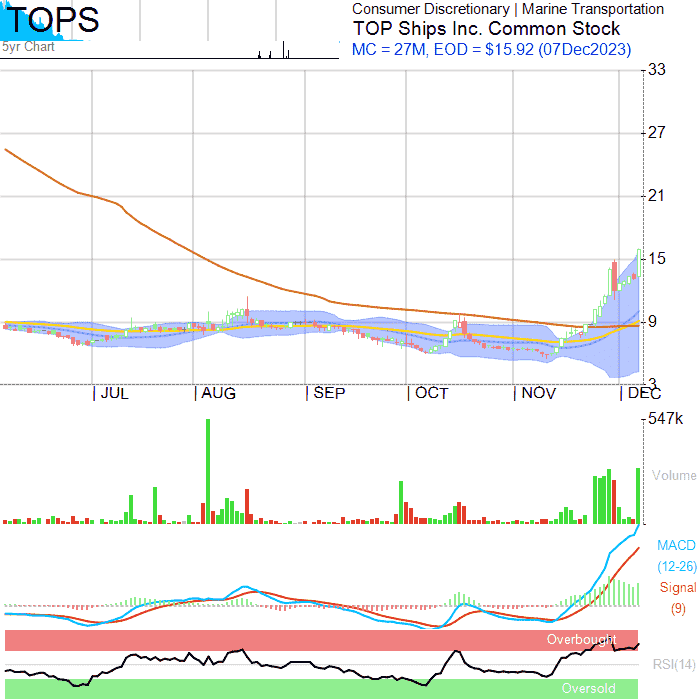 TOPS
5yr Chart
Consumer Discretionary | Marine Transportation
TOP Ships Inc. Common Stock
MC = 27M, EOD = $15.92 (07Dec2023)
33
27
21
15
9
3
JUL AUG SEP OCT NOV DEC
547k
Volume
MACD
(12-26)
Signal
(9)
Overbought
RSI(14)
Oversold